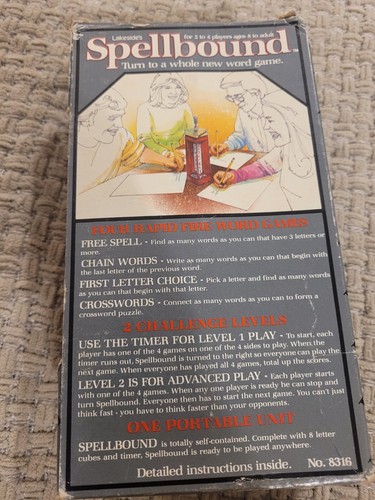 Lakeside's for 2 to 4 players ages 8 to adult
Spellbound™
Turn to a whole new word game.
FOUR RAPID FIRE WORD GAMES
FREE SPELL - Find as many words as you can that have 3 letters or
more.
CHAIN WORDS - Write as many words as you can that begin with
the last letter of the previous word.
FIRST LETTER CHOICE - Pick a letter and find as many words
as you can that begin with that letter.
CROSSWORDS - Connect as many words as you can to form a
crossword puzzle.
2 CHALLENGE LEVELS
USE THE TIMER FOR LEVEL 1 PLAY - To start, each
player has one of the 4 games on one of the 4 sides to play. When the
timer runs out, Spellbound is turned to the right so everyone can play the
next game. When everyone has played all 4 games, total up the scores.
LEVEL 2 IS FOR ADVANCED PLAY - Each player starts
with one of the 4 games. When any one player is ready he can stop and
turn Spellbound. Everyone then has to start the next game. You can't just
think fast - you have to think faster than your opponents.
ONE PORTABLE UNIT
SPELLBOUND is totally self-contained. Complete with 8 letter
cubes and timer, Spellbound is ready to be played anywhere.
Detailed instructions inside. No. 8316